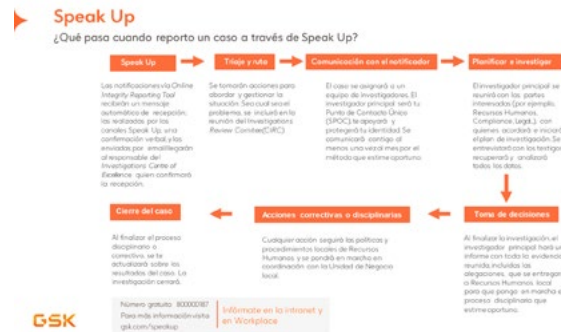 Speak Up
¿Qué pasa cuando reporto un caso a través de Speak Up?
Speak Up
Las notificaciones vía Online
Integrity Reporting Tool
recibirán un mensaje
automático de recepción;
las realizadas por los
canales Speak Up, una
confirmación verbal; y las
enviadas por email llegarán
al responsable del
Investigations Centre of
Excellence quien confirmará
la recepción.
Triaje y ruta
Se tomarán acciones para
abordar y gestionar la
situación. Sea cual sea el
problema, se incluirá en la
reunión del Investigations
Review Comitee(CIRC)
Comunicación con el notificador
El caso se asignará a un
equipo de investigadores. El
investigador principal será tu
Punto de Contacto Único
(SPOC), te apoyará y
protegerá tu identidad. Se
comunicará contigo al
menos una vez al mes por el
método que estime oportuno
Planificar e investigar
El investigador principal se
reunirá con las partes
interesadas (por ejemplo,
Recursos Humanos,
Compliance, Legal,), con
quienes acordará e iniciará
el plan de investigación. Se
entrevistará con los testigos
recuperará y analizará
todos los datos.
Toma de decisiones
Al finalizar la investigación, el
investigador principal hará un
informe con toda la evidencia
reunida, incluidas las
alegaciones, que se entregará
a Recursos Humanos local
para que ponga en marcha el
proceso disciplinario que
estime oportuno.
Acciones correctivas o disciplinarias
Cualquier acción seguirá las políticas y
procedimientos locales de Recursos
Humanos y se pondrá en marcha en
coordinación con la Unidad de Negocio
local.
Cierre del caso
Al finalizar el proceso
disciplinario o
correctivo, se te
actualizará sobre los
resultados del caso. La
investigación cerrará.
Número gratuito 800000187
Para más información visita
gsk.com/speakup
Infórmate en la intranet y
en Workplace
GSK